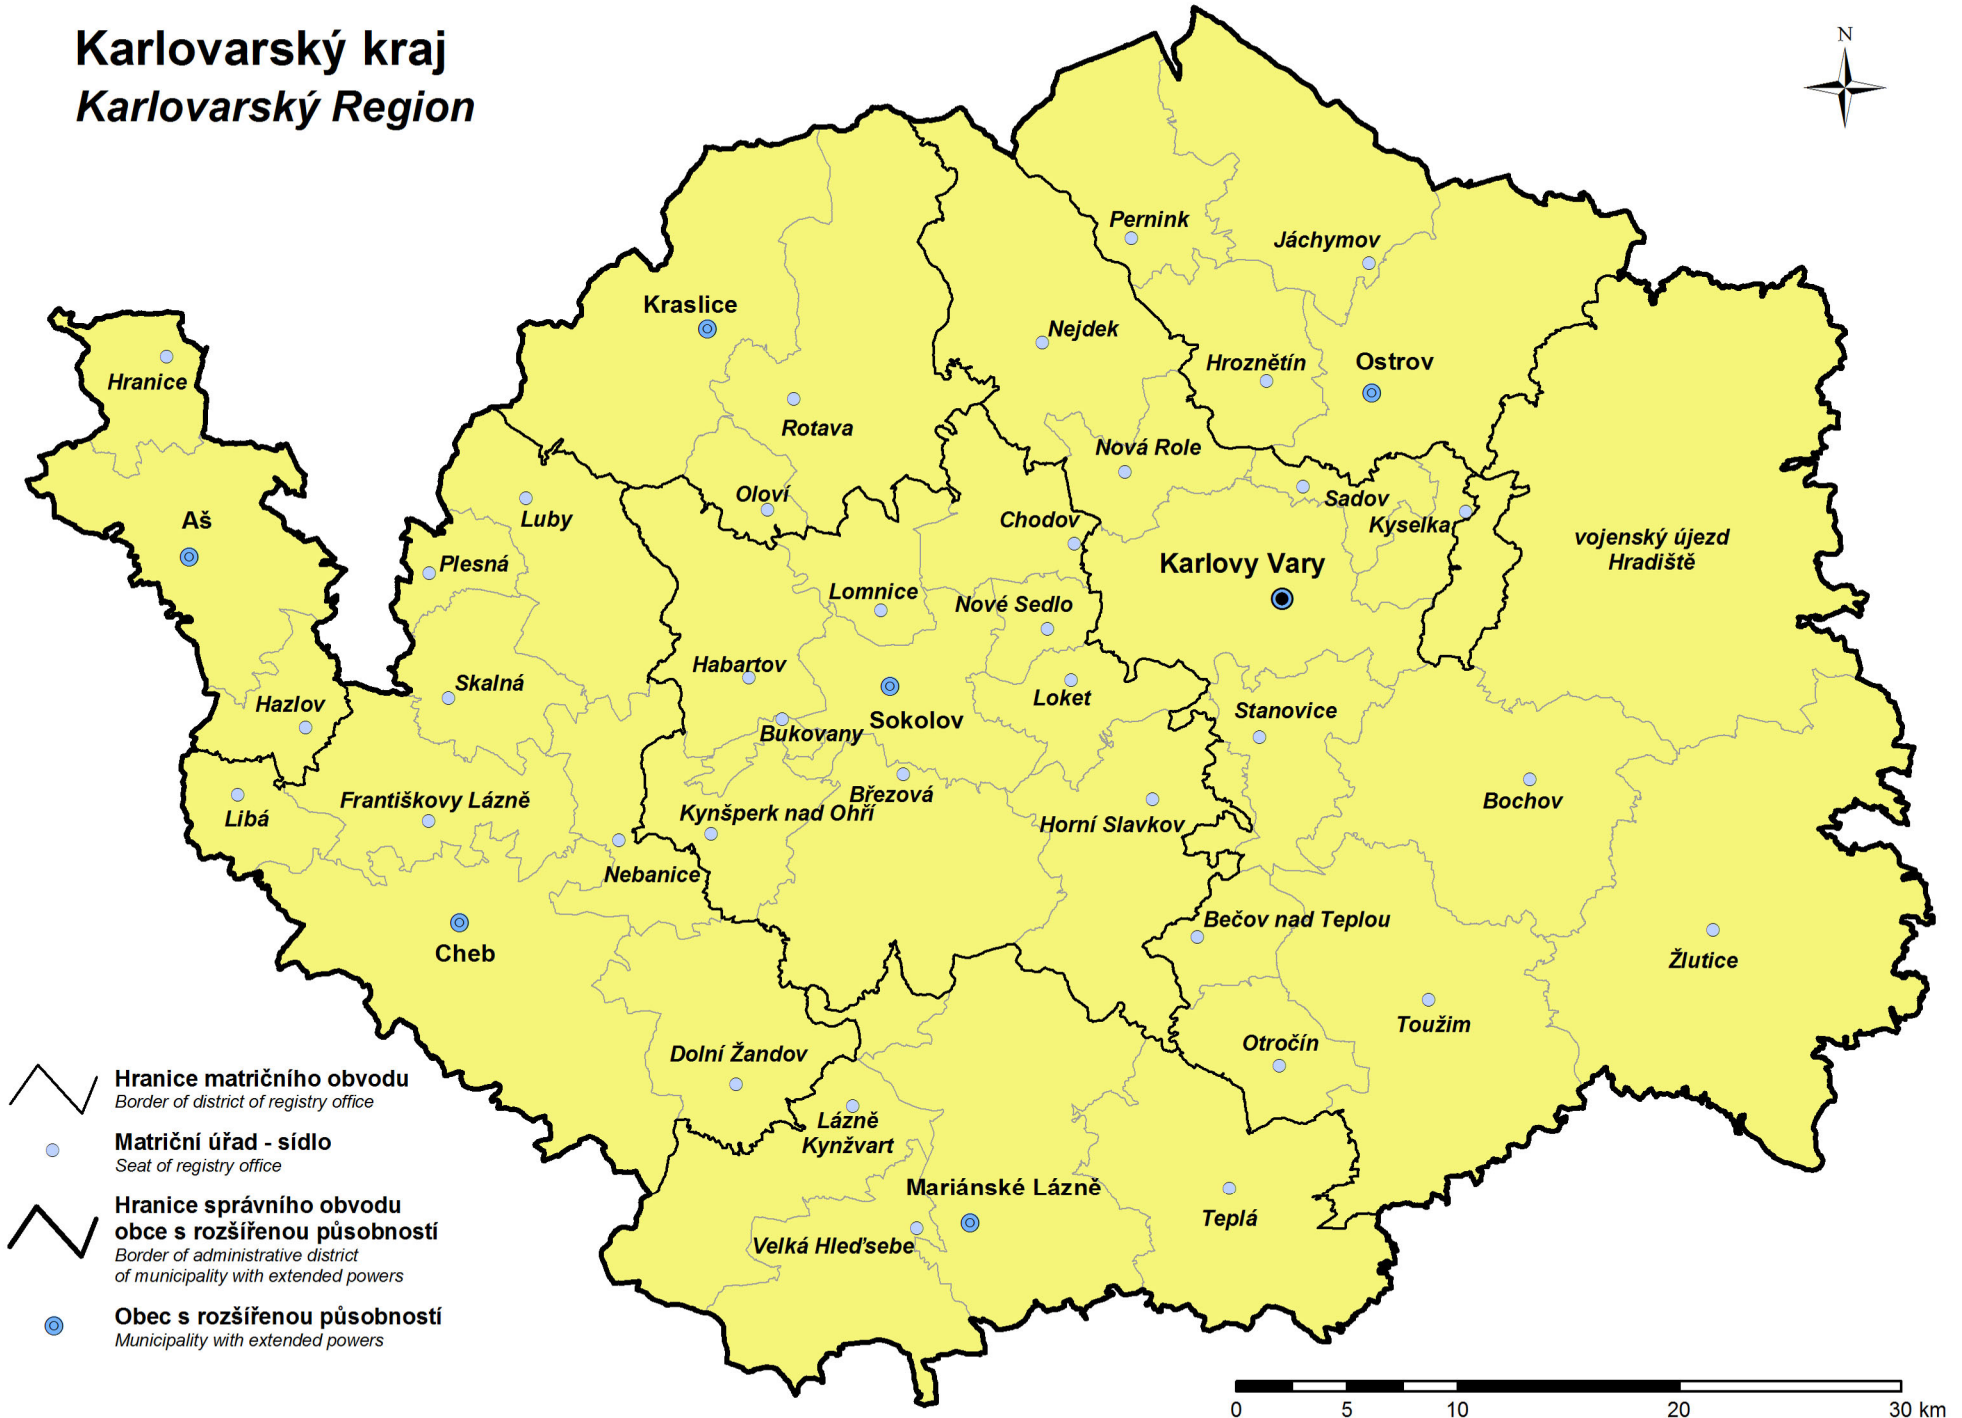 Karlovarský kraj
Karlovarský Region
N
Pernink
Jáchymov
Kraslice
Nejdek
Hroznětín
Ostrov
Hranice
Rotava
Nová Role
Oloví
Sadov
Luby
Chodov
Kyselka
Aš
vojenský újezd
Hradiště
Plesná
Karlovy Vary
Lomnice
Nové Sedlo
Habartov
Skalná
Loket
Hazlov
Stanovice
Sokolov
Bukovany
Březová
Františkovy Lázně
Bochov
Kynšperk nad Ohří
Libá
Horní Slavkov
Nebanice
Bečov nad Teplou
Cheb
Žlutice
Toužim
Otročín
Dolní Žandov
Lázně
Kynžvart
Mariánské Lázně
Teplá
Velká Hleďsebe
Hranice matričního obvodu
Border of district of registry office
Matriční úřad - sídlo
Seat of registry office
Hranice správního obvodu
obce s rozšířenou působností
Border of administrative district
of municipality with extended powers
Obec s rozšířenou působností
Municipality with extended powers
0 5 10 20 30 km